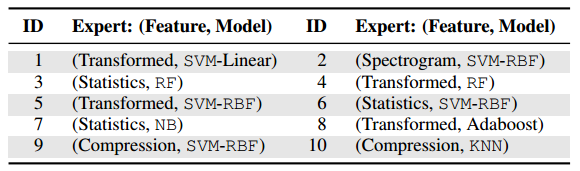 ID Expert: (Feature, Model) ID Expert: (Feature, Model)
1 (Transformed, SVM-Linear) 2 (Spectrogram, SVM-RBF)
3 (Statistics, RF) 4 (Transformed, RF)
5 (Transformed, SVM-RBF) 6 (Statistics, SVM-RBF)
7 (Statistics, NB) 8 (Transformed, Adaboost)
9 (Compression, SVM-RBF) 10 (Compression, KNN)